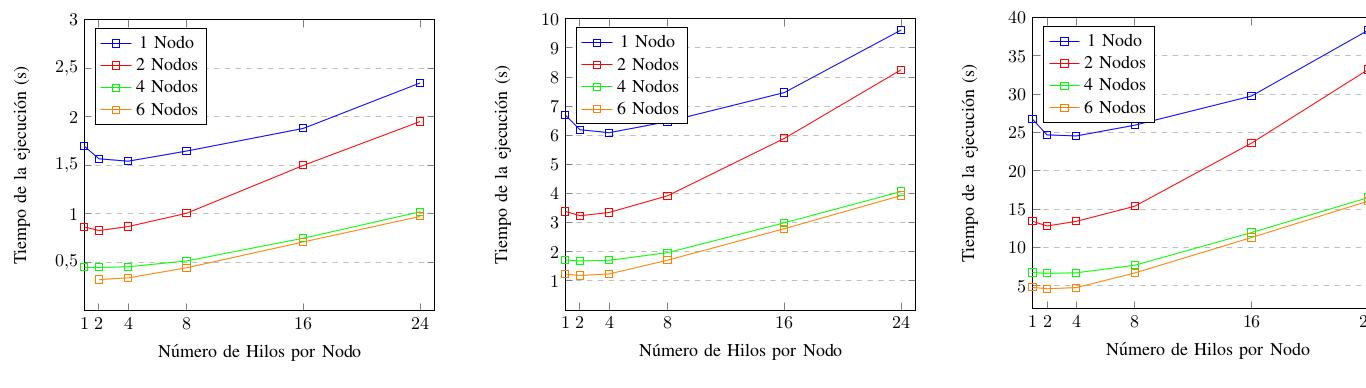 3
2,5
2
1,5
1
0,5
1 2 4 8 16 24
Tiempo de la ejecución (s)
Número de Hilos por Nodo
1 Nodo
2 Nodos
4 Nodos
6 Nodos
10
9
8
7
6
5
4
3
2
1
1 2 4 8 16 24
Tiempo de la ejecución (s)
Número de Hilos por Nodo
1 Nodo
2 Nodos
4 Nodos
6 Nodos
40
35
30
25
20
15
10
5
1 2 4 8 16 2
Tiempo de la ejecución (s)
Número de Hilos por Nodo
1 Nodo
2 Nodos
4 Nodos
6 Nodos